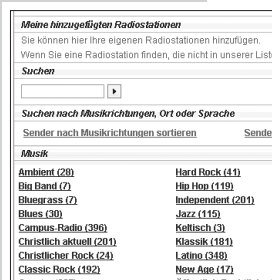 Meine hinzugefügten Radiostationen
Sie können hier Ihre eigenen Radiostationen hinzufügen.
Wenn Sie eine Radiostation finden, die nicht in unserer List
Suchen
Suchen nach Musikrichtungen, Ort oder Sprache
Sender nach Musikrichtungen sortieren Sende
Musik
Ambient (28) Hard Rock (41)
Big Band (7) Hip Hop (119)
Bluegrass (7) Independent (201)
Blues (30) Jazz (115)
Campus-Radio (396) Keltisch (3)
Christlich aktuell (201) Klassik (181)
Christlicher Rock (24) Latino (348)
Classic Rock (192) New Age (17)